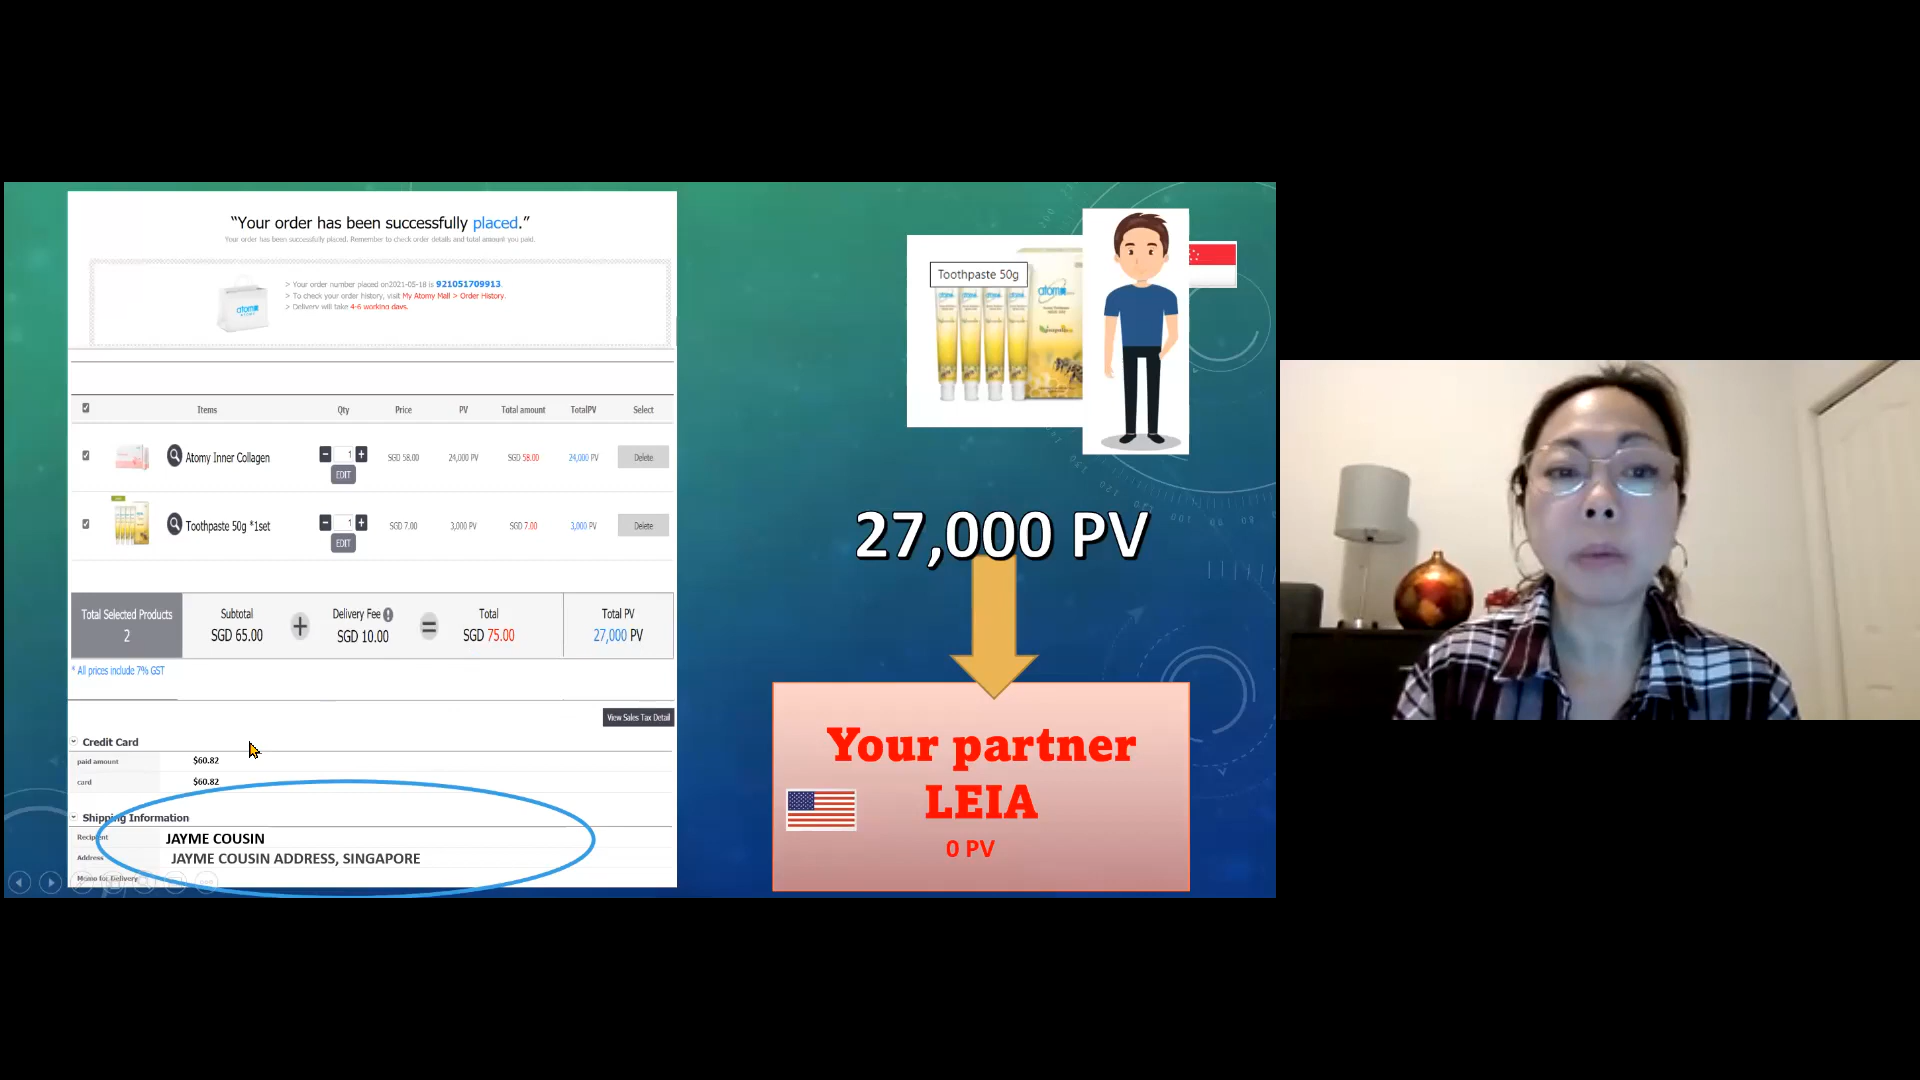 “Your order has been successfully placed.”
Your order has been successfully placed. Remember to check order details and total amount you paid.
> Your order number placed on2021-05-18 is 921051709913.
> To check your order history, visit My Atomy Mall > Order History.
> Delivery will take 4-6 working days.
Items Qty Price PV Total amount TotalPV Select
Atomy Inner Collagen - 1 + SGD 58.00 24,000 PV SGD 58.00 24,000 PV Delete
EDIT
Toothpaste 50g *1set - 1 + SGD 7.00 3,000 PV SGD 7.00 3,000 PV Delete
EDIT
Total Selected Products Subtotal Delivery Fee Total Total PV
2 SGD 65.00 + SGD 10.00 = SGD 75.00 27,000 PV
* All prices include 7% GST
View Sales Tax Detail
Credit Card
paid amount $60.82
card $60.82
Shipping Information
Recipient JAYME COUSIN
Address JAYME COUSIN ADDRESS, SINGAPORE
Memo for Delivery
Toothpaste 50g
27,000 PV
Your partner
LEIA
0 PV